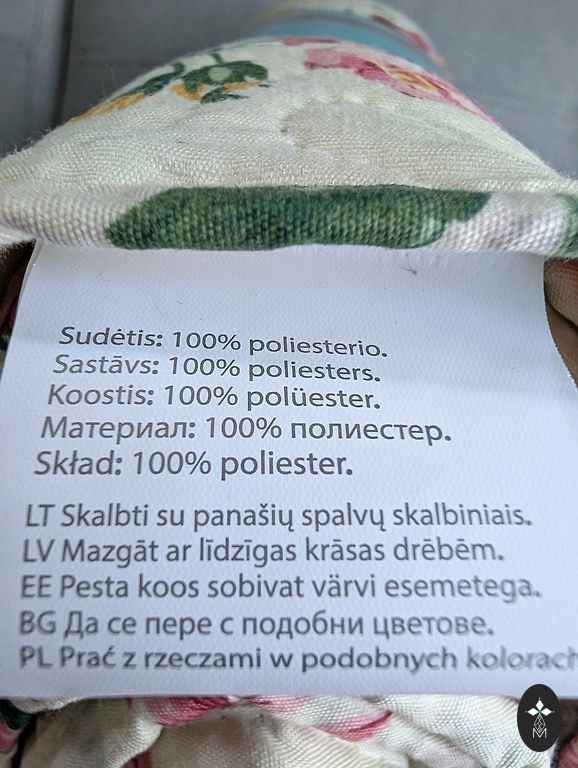 Sudėtis: 100% poliesterio.
Sastāvs: 100% poliesters.
Koostis: 100% polüester.
Материал: 100% полиестер.
Skład: 100% poliester.
LT Skalbti su panašių spalvų skalbiniais.
LV Mazgāt ar līdzīgas krāsas drēbēm.
EE Pesta koos sobivat värvi esemetega.
BG Да се пере с подобни цветове.
PL Prać z rzeczami w podobnych kolorach
M